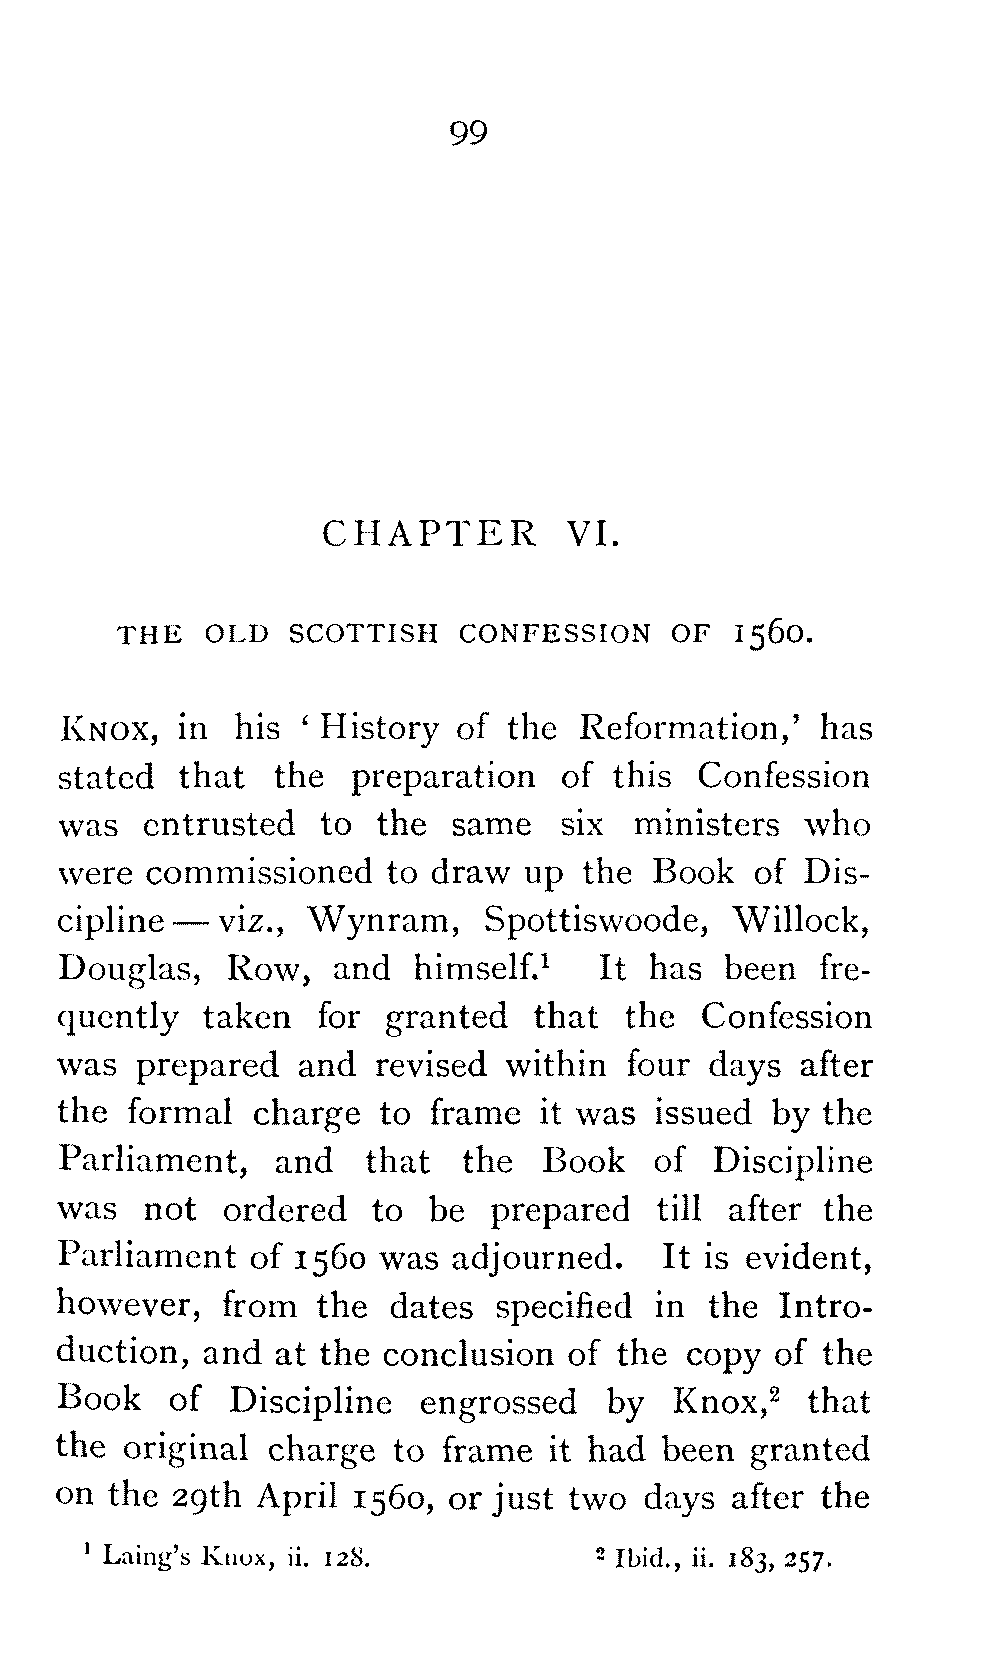 99
CHAPTER VI.
THE OLD SCOTTISH CONFESSION OF 1560.
KNOX, in his ‘History of the Reformation,’ has
stated that the preparation of this Confession
was entrusted to the same six ministers who
were commissioned to draw up the Book of Dis-
cipline — viz., Wynram, Spottiswoode, Willock,
Douglas, Row, and himself.¹ It has been fre-
quently taken for granted that the Confession
was prepared and revised within four days after
the formal charge to frame it was issued by the
Parliament, and that the Book of Discipline
was not ordered to be prepared till after the
Parliament of 1560 was adjourned. It is evident,
however, from the dates specified in the Intro-
duction, and at the conclusion of the copy of the
Book of Discipline engrossed by Knox,² that
the original charge to frame it had been granted
on the 29th April 1560, or just two days after the
¹ Laing’s Knox, ii. 128. ² Ibid., ii. 183, 257.